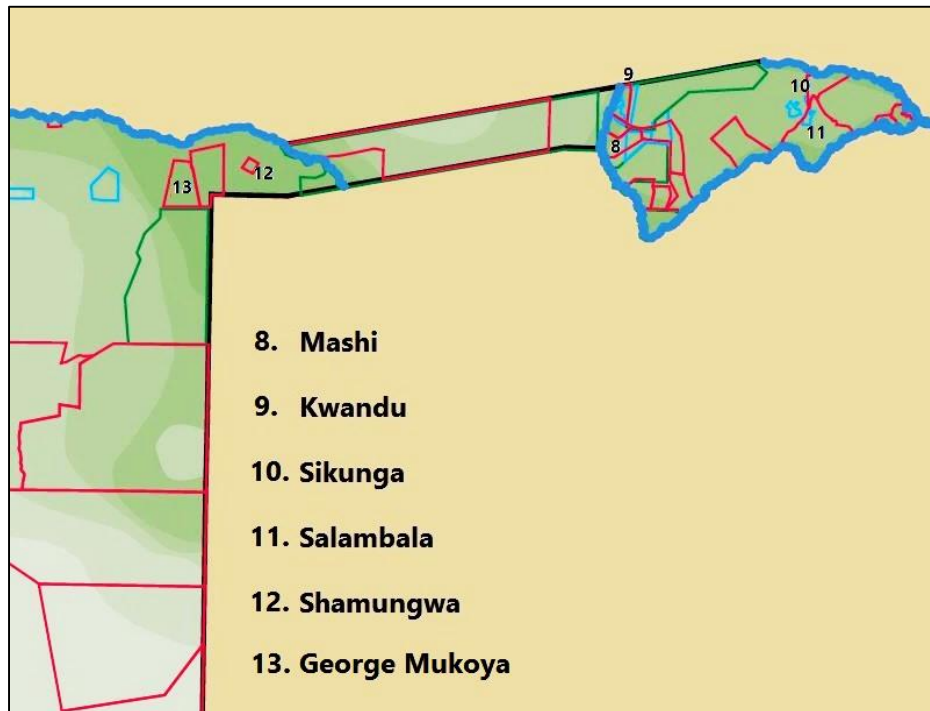 9
10
8
11
12
13
8. Mashi
9. Kwandu
10. Sikunga
11. Salambala
12. Shamungwa
13. George Mukoya